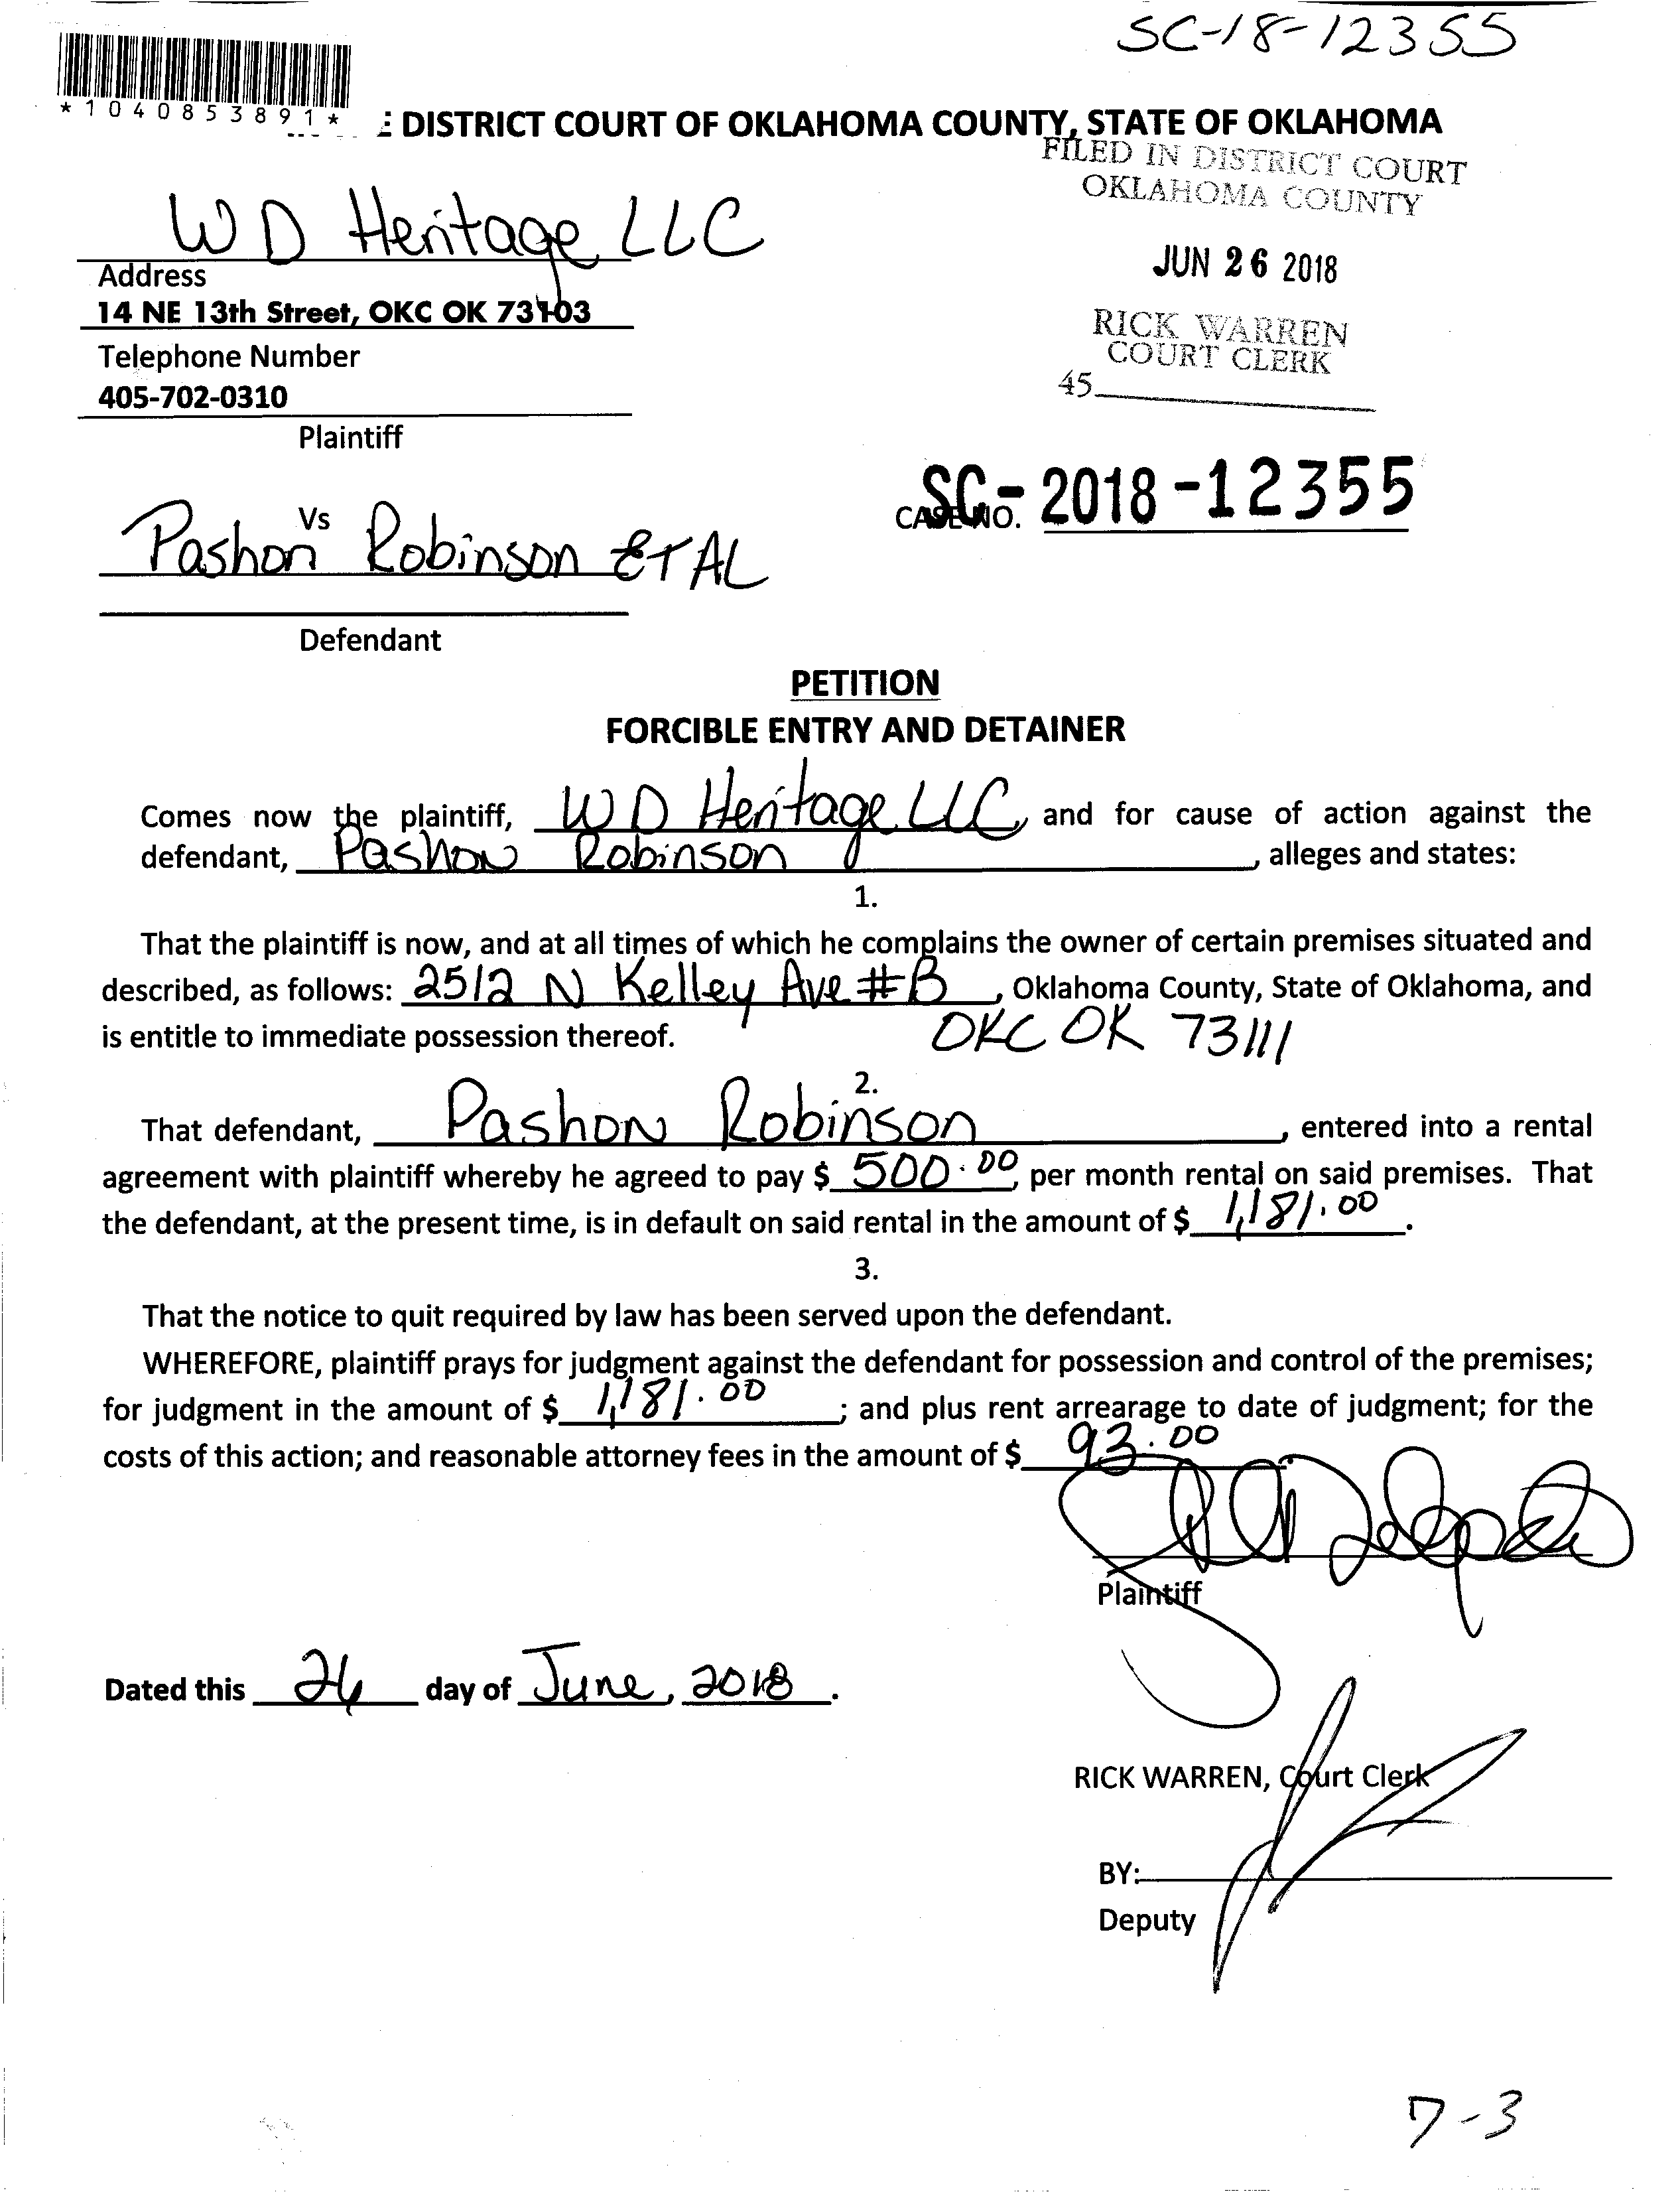 SC-18-12355
*1040853891*
DISTRICT COURT OF OKLAHOMA COUNTY, STATE OF OKLAHOMA
FILED IN DISTRICT COURT
OKLAHOMA COUNTY
JUN 26 2018
RICK WARREN
COURT CLERK
45
WD Heritage LLC
Address
14 NE 13th Street, OKC OK 73103
Telephone Number
405-702-0310
Plaintiff
SC-2018-12355
CASE NO.
Vs
Pashon Robinson ET AL
Defendant
PETITION
FORCIBLE ENTRY AND DETAINER
Comes now the plaintiff, WD Heritage LLC, and for cause of action against the
defendant, Pashon Robinson, alleges and states:
1.
That the plaintiff is now, and at all times of which he complains the owner of certain premises situated and
described, as follows: 2512 N Kelley Ave #B, Oklahoma County, State of Oklahoma, and
is entitle to immediate possession thereof. OKC OK 73111
2.
That defendant, Pashon Robinson, entered into a rental
agreement with plaintiff whereby he agreed to pay $ 500.00, per month rental on said premises. That
the defendant, at the present time, is in default on said rental in the amount of $ 1,181.00.
3.
That the notice to quit required by law has been served upon the defendant.
WHEREFORE, plaintiff prays for judgment against the defendant for possession and control of the premises;
for judgment in the amount of $ 1,181.00; and plus rent arrearage to date of judgment; for the
costs of this action; and reasonable attorney fees in the amount of $ 93.00
Plaintiff
Dated this 26 day of June, 2018.
RICK WARREN, Court Clerk
BY:
Deputy
7-3